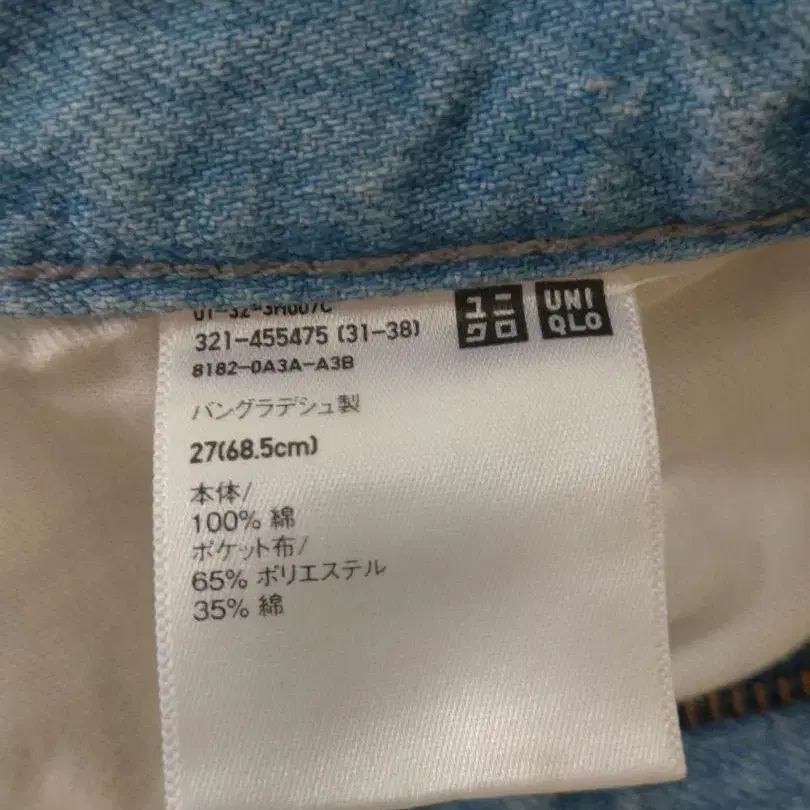 321-455475 (31-38)
8182-0A3A-A3B
ユニ
クロ
UNI
QLO
バングラデシュ製
27(68.5cm)
本体/
100% 綿
ポケット布/
65% ポリエステル
35% 綿